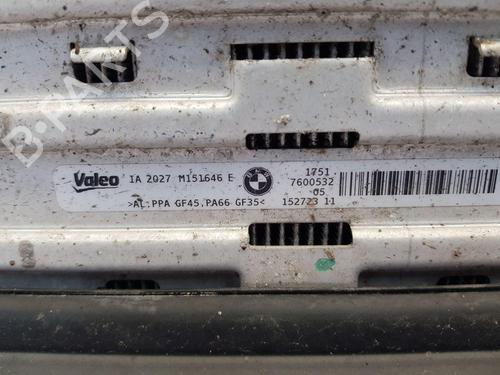 B-PARTS
Valeo IA 2027 M151646 E 1751
7600532
05
>AL.PPA GF45.PA66 GF35< 152723 11